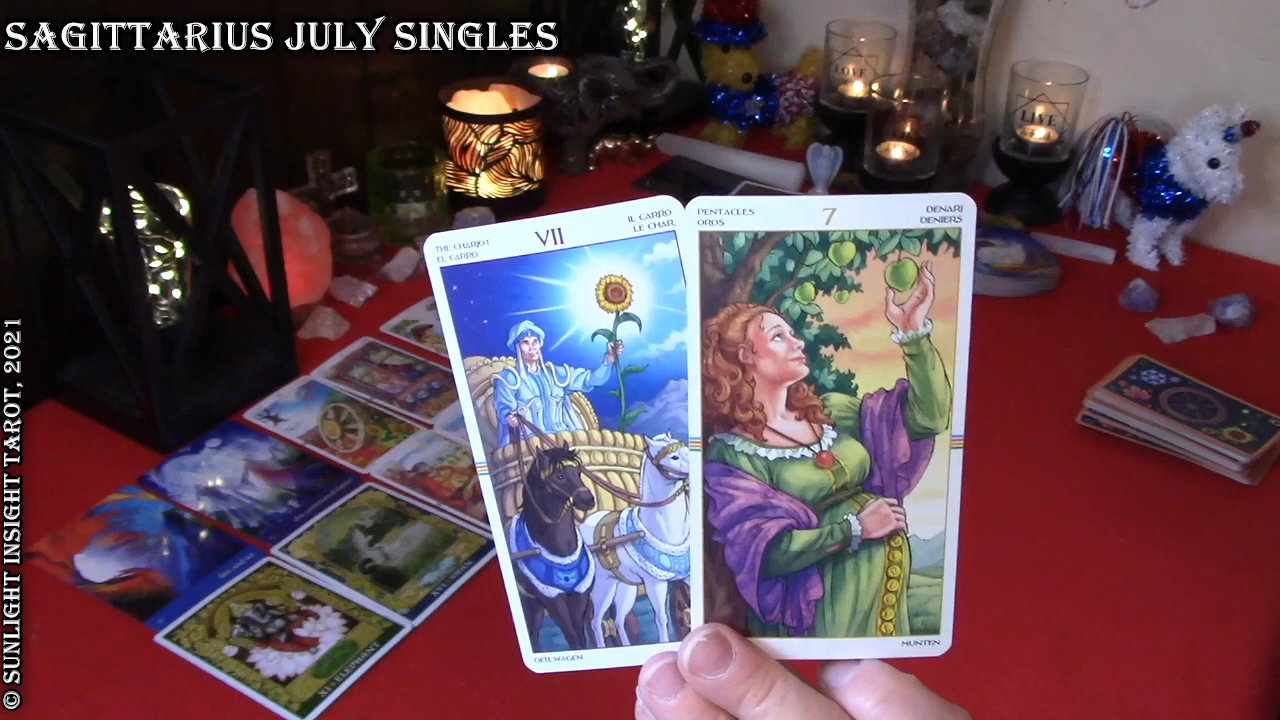 SAGITTARIUS JULY SINGLES
© SUNLIGHT INSIGHT TAROT, 2021
LOVE
LIVE
THE CHARIOT
EL CARRO
VII
IL CARRO
LE CHAR
DER WAGEN
PENTACLES
OROS
7
DENARI
DENIERS
MUNTEN